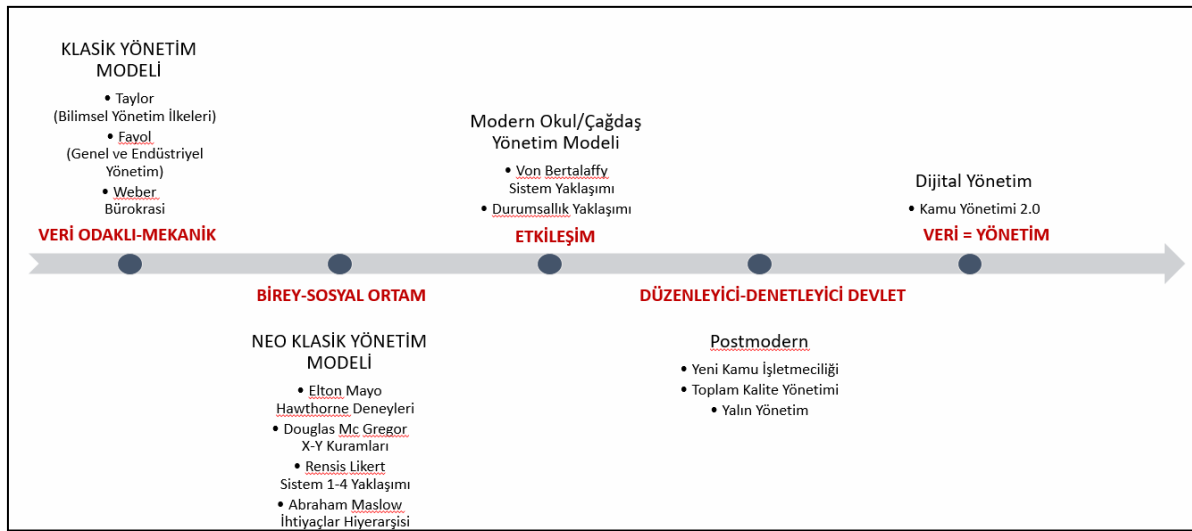 KLASİK YÖNETİM
MODELİ
• Taylor
(Bilimsel Yönetim İlkeleri)
• Fayol
(Genel ve Endüstriyel
Yönetim)
• Weber
Bürokrasi
VERİ ODAKLI-MEKANİK
BİREY-SOSYAL ORTAM
NEO KLASİK YÖNETİM
MODELİ
• Elton Mayo
Hawthorne Deneyleri
• Douglas Mc Gregor
X-Y Kuramları
• Rensis Likert
Sistem 1-4 Yaklaşımı
• Abraham Maslow
İhtiyaçlar Hiyerarşisi
Modern Okul/Çağdaş
Yönetim Modeli
• Von Bertalaffy
Sistem Yaklaşımı
• Durumsallık Yaklaşımı
ETKİLEŞİM
DÜZENLEYİCİ-DENETLEYİCİ DEVLET
Postmodern
• Yeni Kamu İşletmeciliği
• Toplam Kalite Yönetimi
• Yalın Yönetim
Dijital Yönetim
• Kamu Yönetimi 2.0
VERİ = YÖNETİM